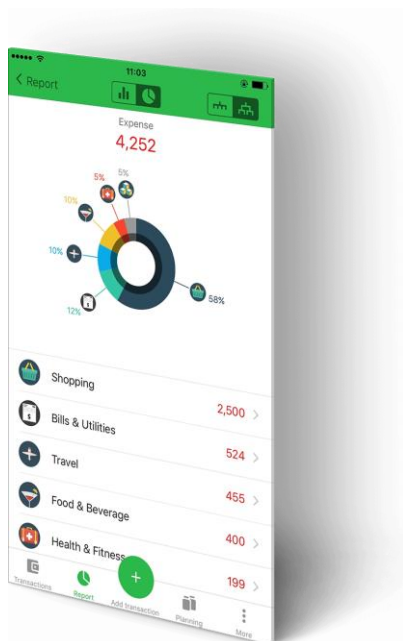 11:03
Report
Expense
4,252
5%
5%
10%
10%
12%
58%
Shopping
2,500
Bills & Utilities
524
Travel
455
Food & Beverage
400
Health & Fitness
199
Transactions
Report
Add transaction
Planning
More